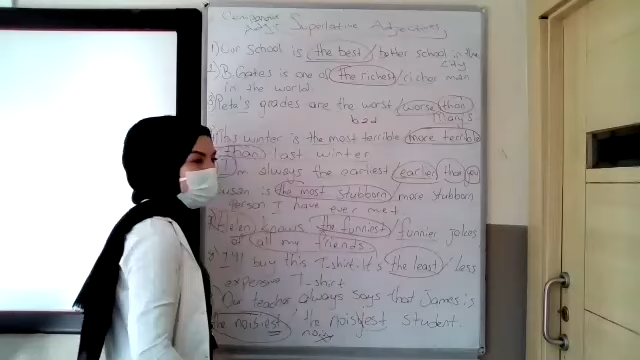 Superlative Adjectives
1) Our school is the best / better school in the
city
2) B. Gates is one of the richest / richer man
in the world.
3) Reta's grades are the worst / worse than
bad Mary's
This winter is the most terrible / more terrible
than last winter
I'm always the earliest / earlier than you
Susan is the most stubborn / more stubborn
person I have ever met
Helen knows the funniest / funnier jokes
of all my friends
I'll buy this T-shirt. It's the least / less
expensive T-shirt
Our teacher always says that James is
the noisiest / the noisyest student.
noisy